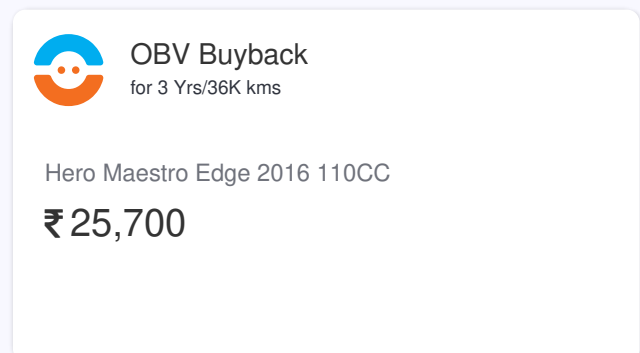 OBV Buyback
for 3 Yrs/36K kms
Hero Maestro Edge 2016 110CC
₹ 25,700